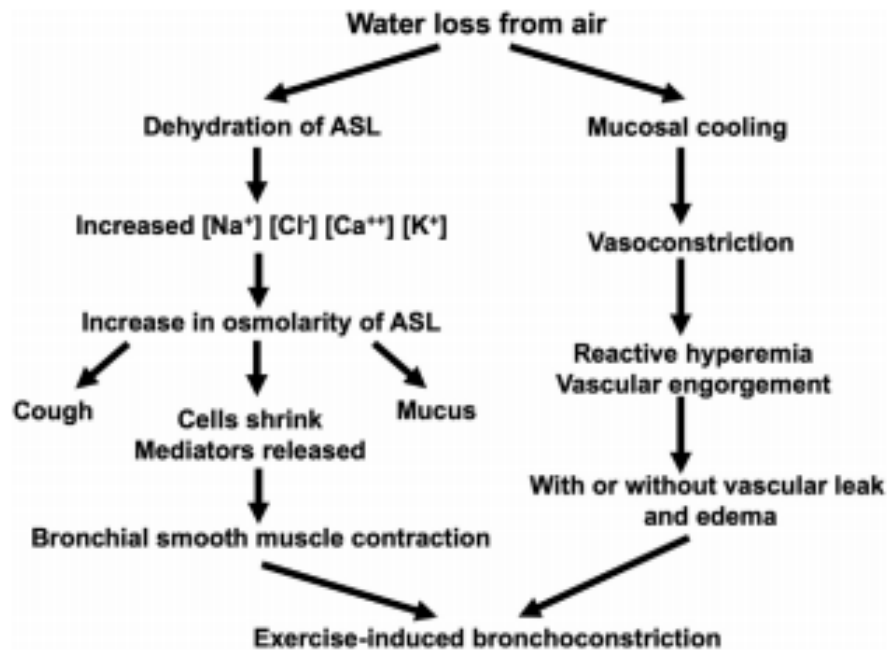 Water loss from air
Dehydration of ASL
Increased [Na⁺] [Cl⁻] [Ca⁺⁺] [K⁺]
Increase in osmolarity of ASL
Cough
Cells shrink
Mediators released
Mucus
Bronchial smooth muscle contraction
Mucosal cooling
Vasoconstriction
Reactive hyperemia
Vascular engorgement
With or without vascular leak
and edema
Exercise-induced bronchoconstriction